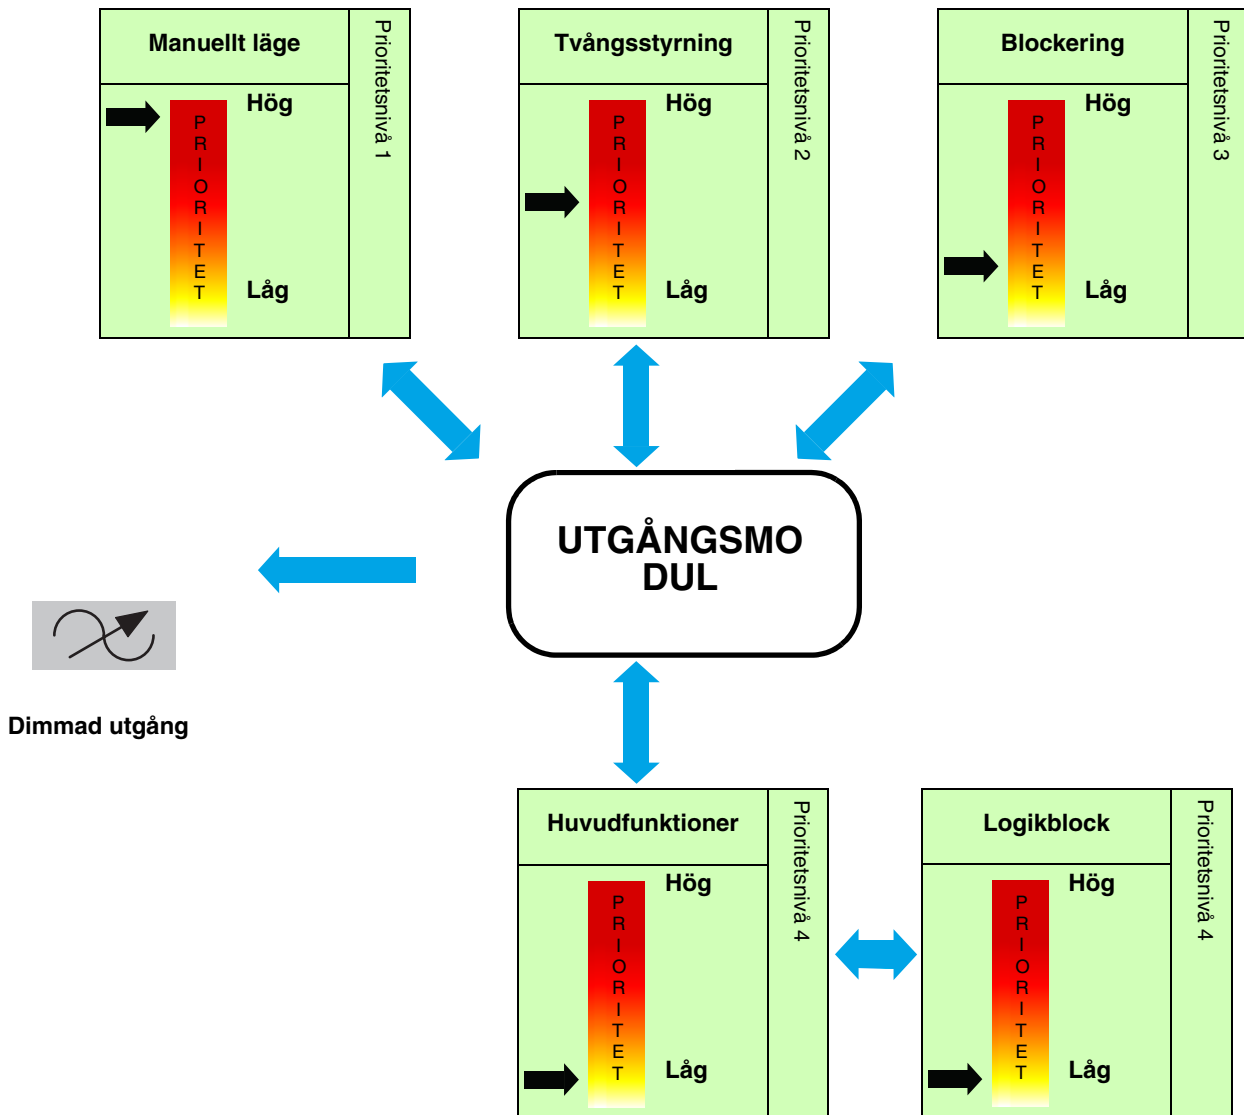 Manuellt läge
Prioritetsnivå 1
Hög
PRIORITET
Låg
Tvångsstyrning
Prioritetsnivå 2
Hög
PRIORITET
Låg
Blockering
Prioritetsnivå 3
Hög
PRIORITET
Låg
UTGÅNGSMO
DUL
Dimmad utgång
Huvudfunktioner
Prioritetsnivå 4
Hög
PRIORITET
Låg
Logikblock
Prioritetsnivå 4
Hög
PRIORITET
Låg